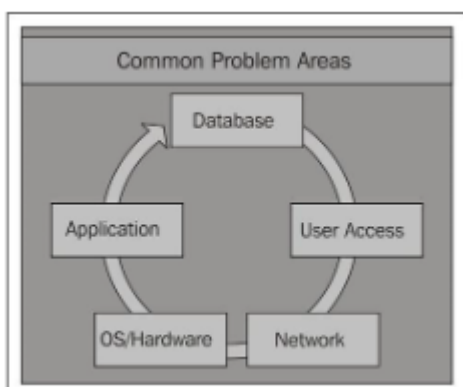 Common Problem Areas
Database
Application
User Access
OS/Hardware
Network